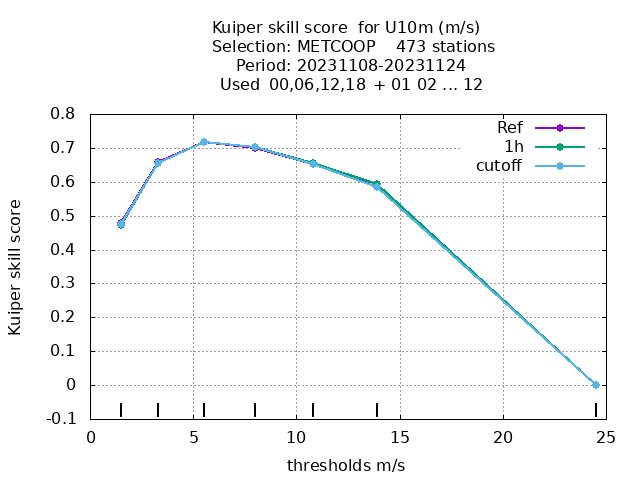 Kuiper skill score for U10m (m/s)
Selection: METCOOP 473 stations
Period: 20231108-20231124
Used 00,06,12,18 + 01 02 ... 12
Ref
1h
cutoff
Kuiper skill score
0.8
0.7
0.6
0.5
0.4
0.3
0.2
0.1
0
-0.1
0 5 10 15 20 25
thresholds m/s